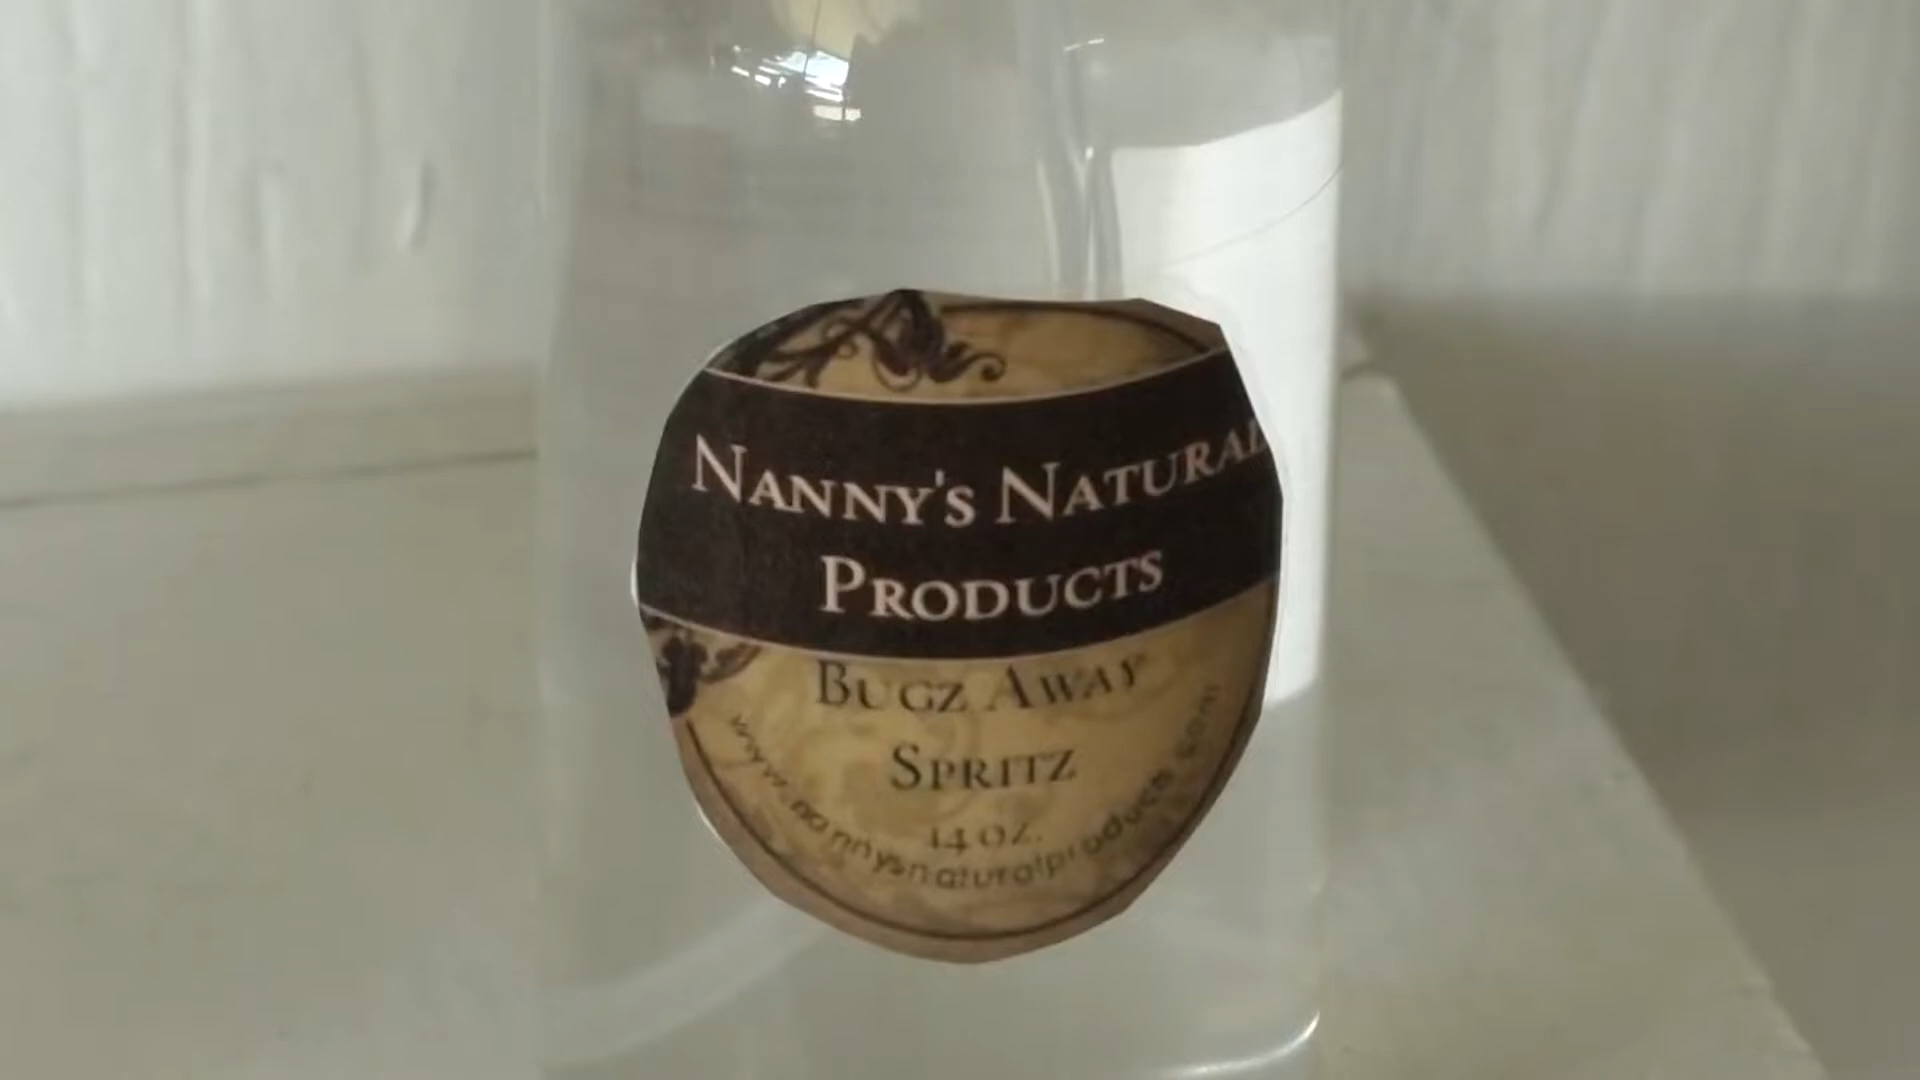 NANNY'S NATURAL
PRODUCTS
BUGZ AWAY
SPRITZ
14 OZ.
www.nannysnaturalproducts.com